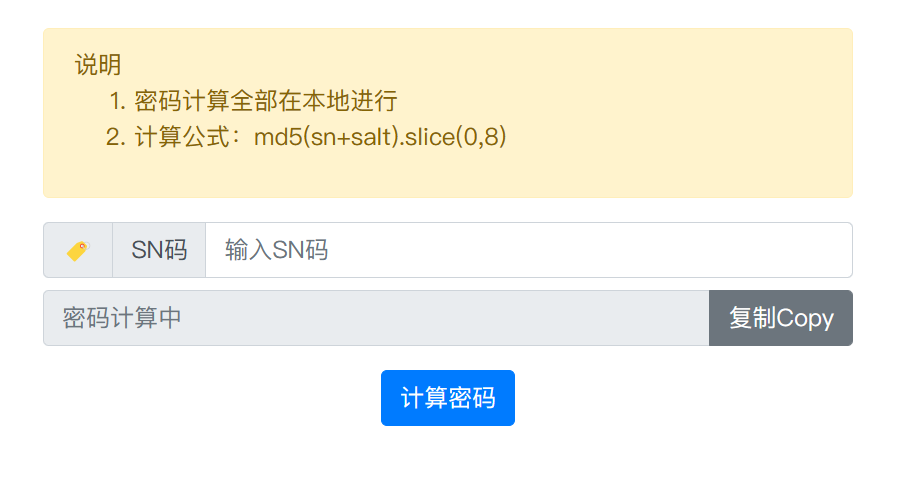 说明
1. 密码计算全部在本地进行
2. 计算公式：md5(sn+salt).slice(0,8)
SN码 输入SN码
密码计算中 复制Copy
计算密码